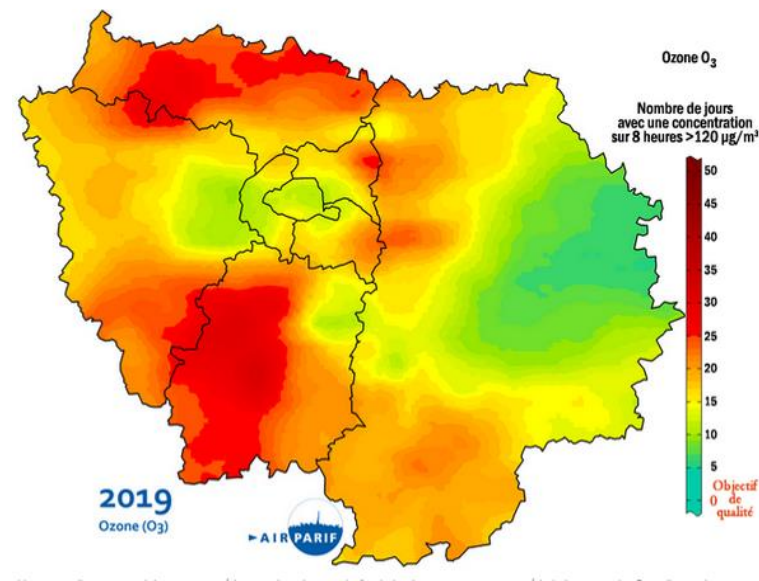 Ozone O3
Nombre de jours
avec une concentration
sur 8 heures >120 µg/m³
50
45
40
35
30
25
20
15
10
5
0
Objectif
de
qualité
2019
Ozone (O3)
AIRPARIF